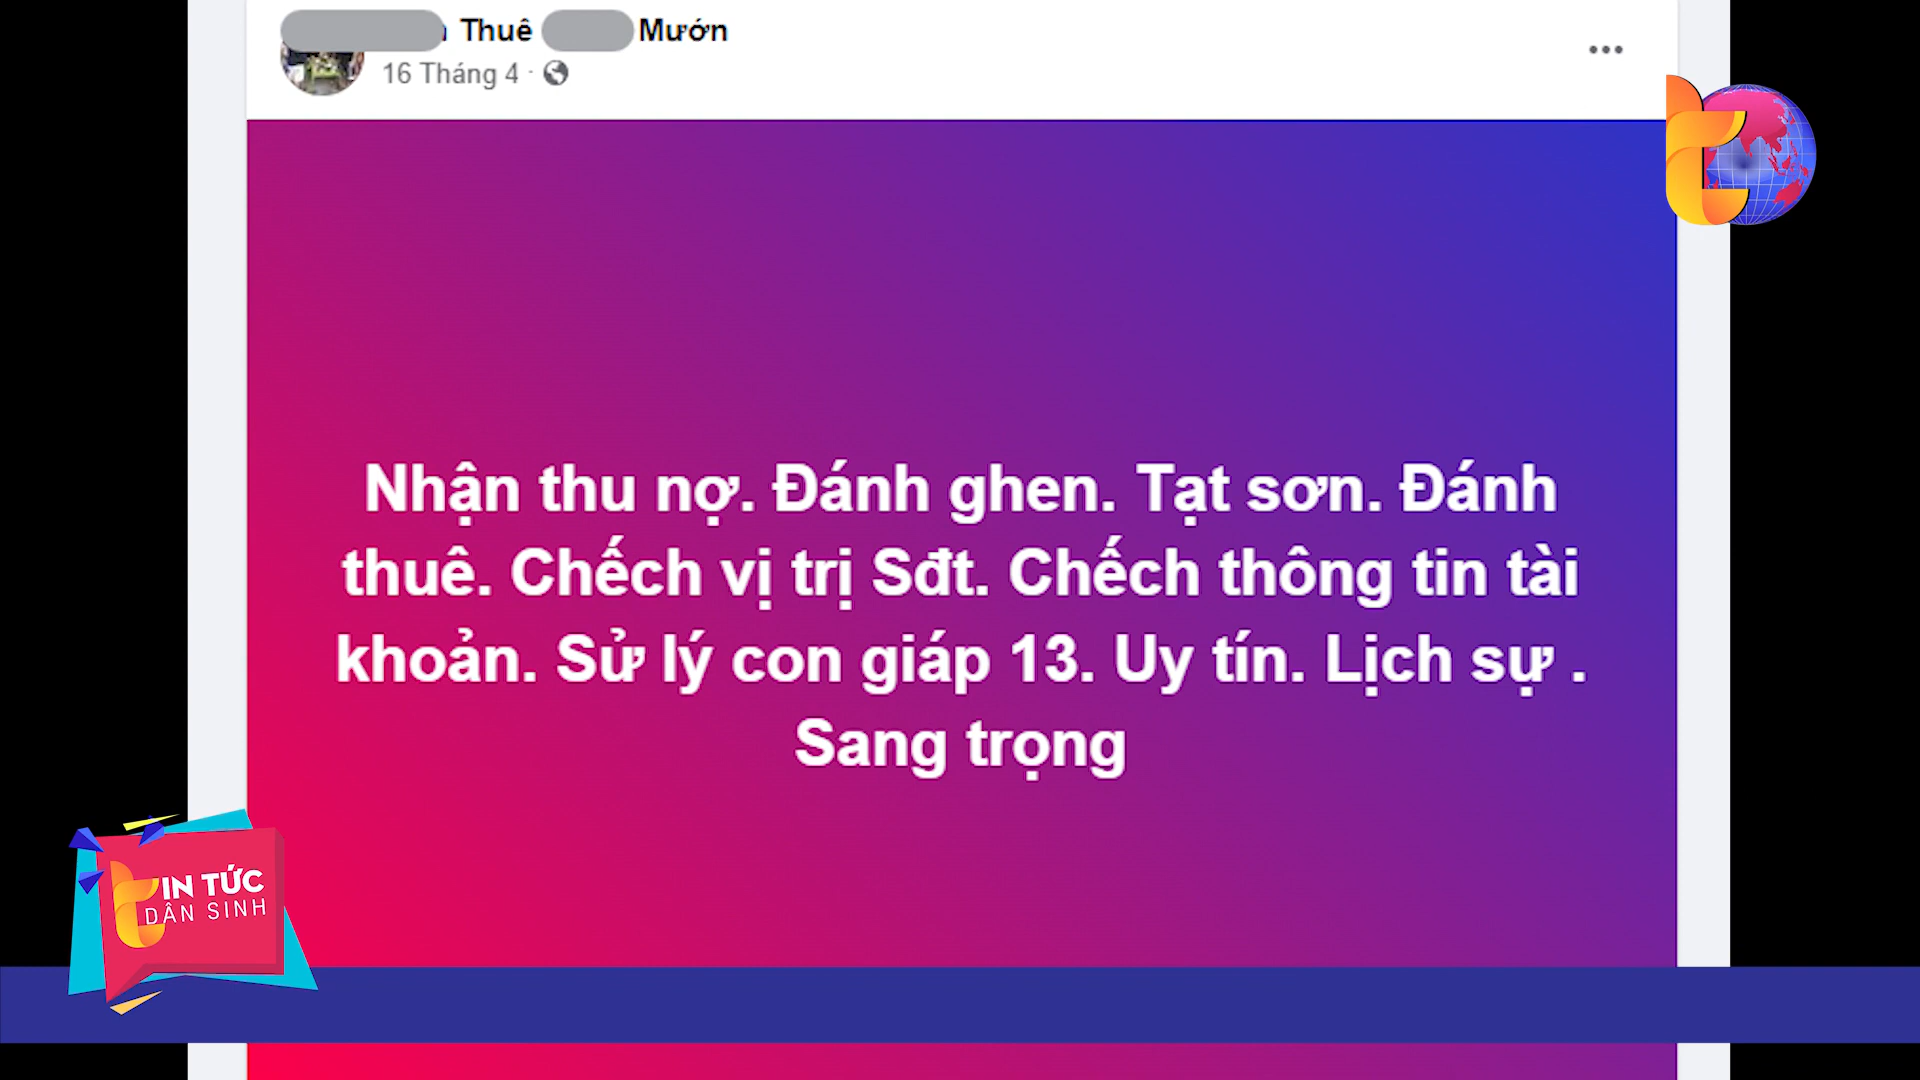 Thuê Mướn
16 Tháng 4 ·
Nhận thu nợ. Đánh ghen. Tạt sơn. Đánh
thuê. Chếch vị trị Sđt. Chếch thông tin tài
khoản. Sử lý con giáp 13. Uy tín. Lịch sự .
Sang trọng
TIN TỨC
DÂN SINH